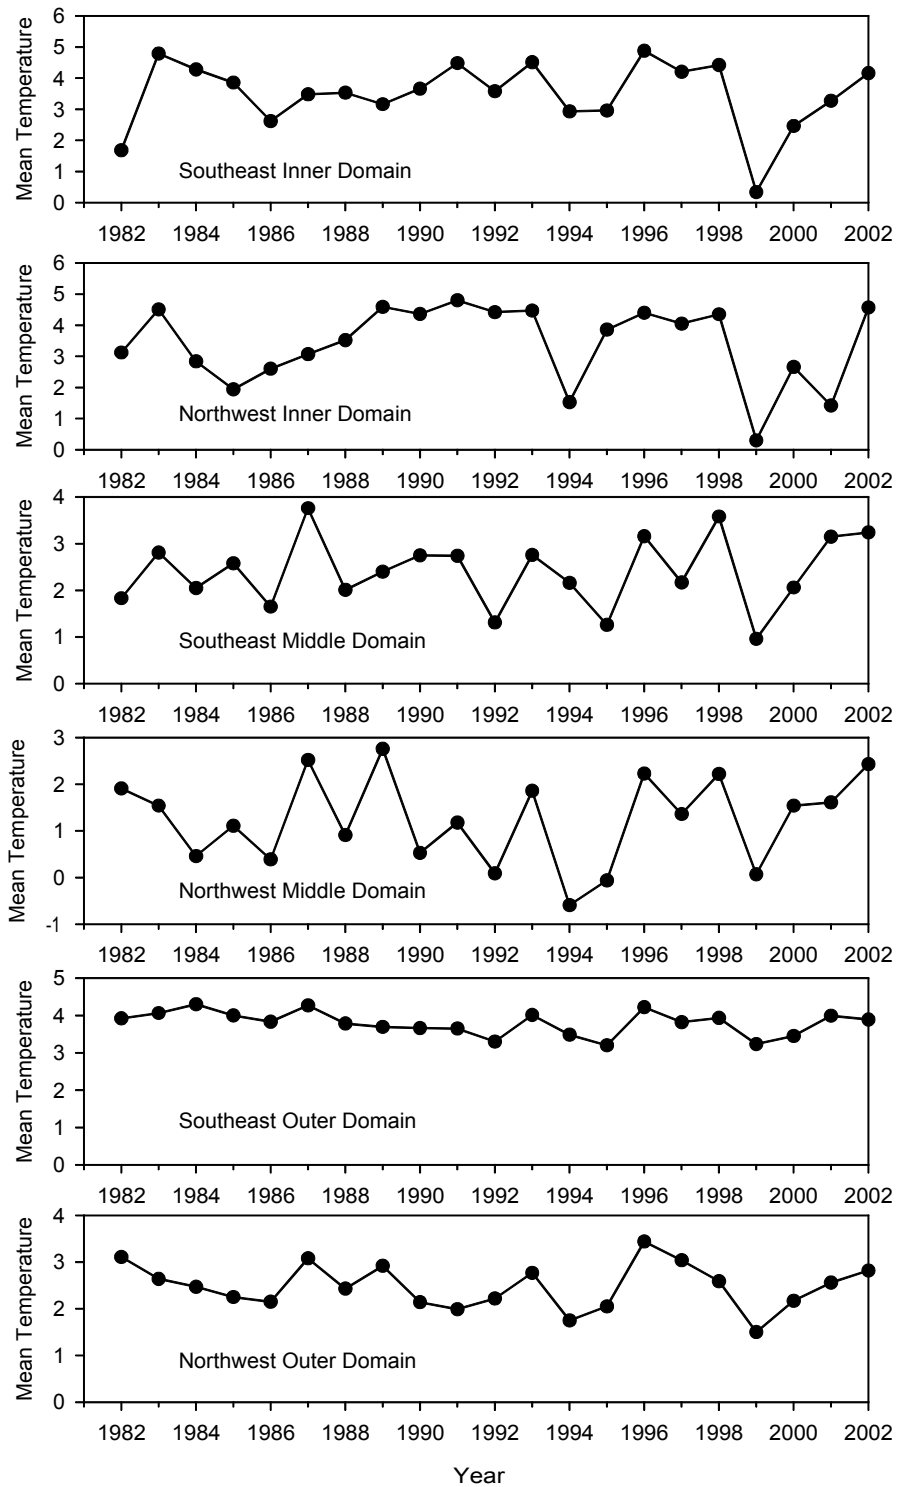 6
5
4
3
2
1
0
Mean Temperature
Southeast Inner Domain
1982 1984 1986 1988 1990 1992 1994 1996 1998 2000 2002
6
5
4
3
2
1
0
Mean Temperature
Northwest Inner Domain
1982 1984 1986 1988 1990 1992 1994 1996 1998 2000 2002
4
3
2
1
0
Mean Temperature
Southeast Middle Domain
1982 1984 1986 1988 1990 1992 1994 1996 1998 2000 2002
3
2
1
0
-1
Mean Temperature
Northwest Middle Domain
1982 1984 1986 1988 1990 1992 1994 1996 1998 2000 2002
5
4
3
2
1
0
Mean Temperature
Southeast Outer Domain
1982 1984 1986 1988 1990 1992 1994 1996 1998 2000 2002
4
3
2
1
0
Mean Temperature
Northwest Outer Domain
1982 1984 1986 1988 1990 1992 1994 1996 1998 2000 2002
Year